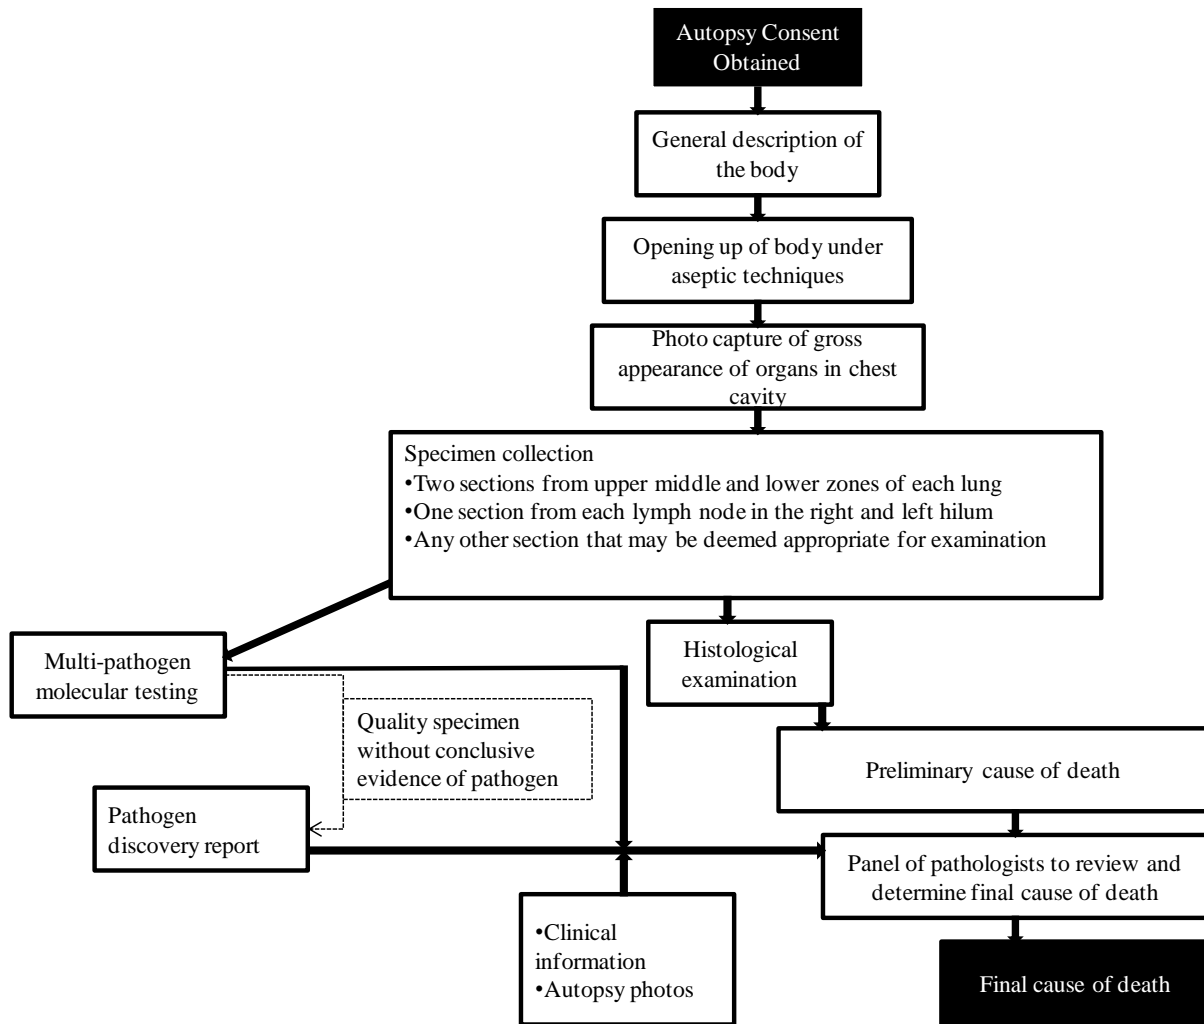 Autopsy Consent
Obtained
General description of
the body
Opening up of body under
aseptic techniques
Photo capture of gross
appearance of organs in chest
cavity
Specimen collection
•Two sections from upper middle and lower zones of each lung
•One section from each lymph node in the right and left hilum
•Any other section that may be deemed appropriate for examination
Multi-pathogen
molecular testing
Histological
examination
Quality specimen
without conclusive
evidence of pathogen
Preliminary cause of death
Pathogen
discovery report
Panel of pathologists to review and
determine final cause of death
•Clinical
information
•Autopsy photos
Final cause of death